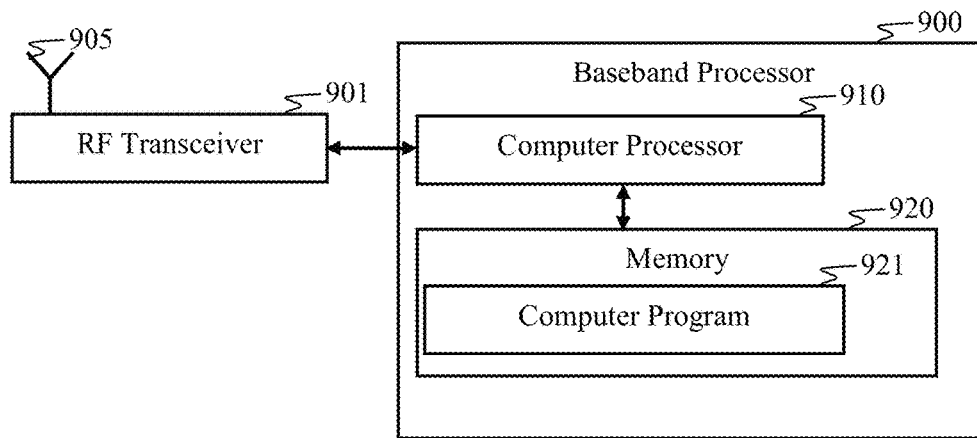 900
905
Baseband Processor
901
910
RF Transceiver
Computer Processor
920
Memory
921
Computer Program